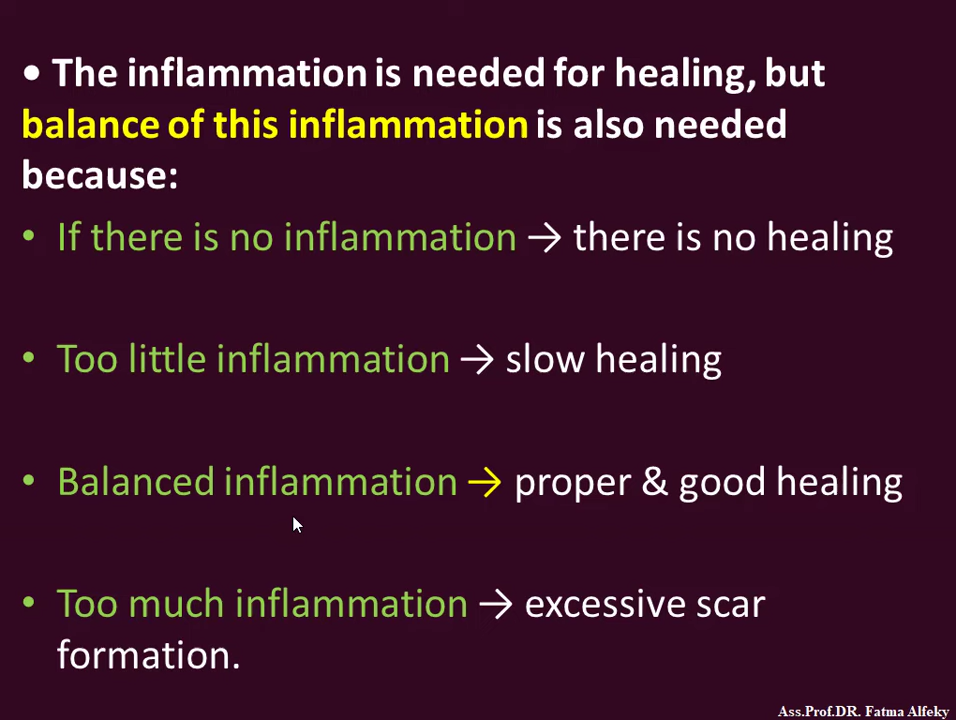 • The inflammation is needed for healing, but
balance of this inflammation is also needed
because:
• If there is no inflammation → there is no healing
• Too little inflammation → slow healing
• Balanced inflammation → proper & good healing
• Too much inflammation → excessive scar
formation.
Ass.Prof.DR. Fatma Alfeky